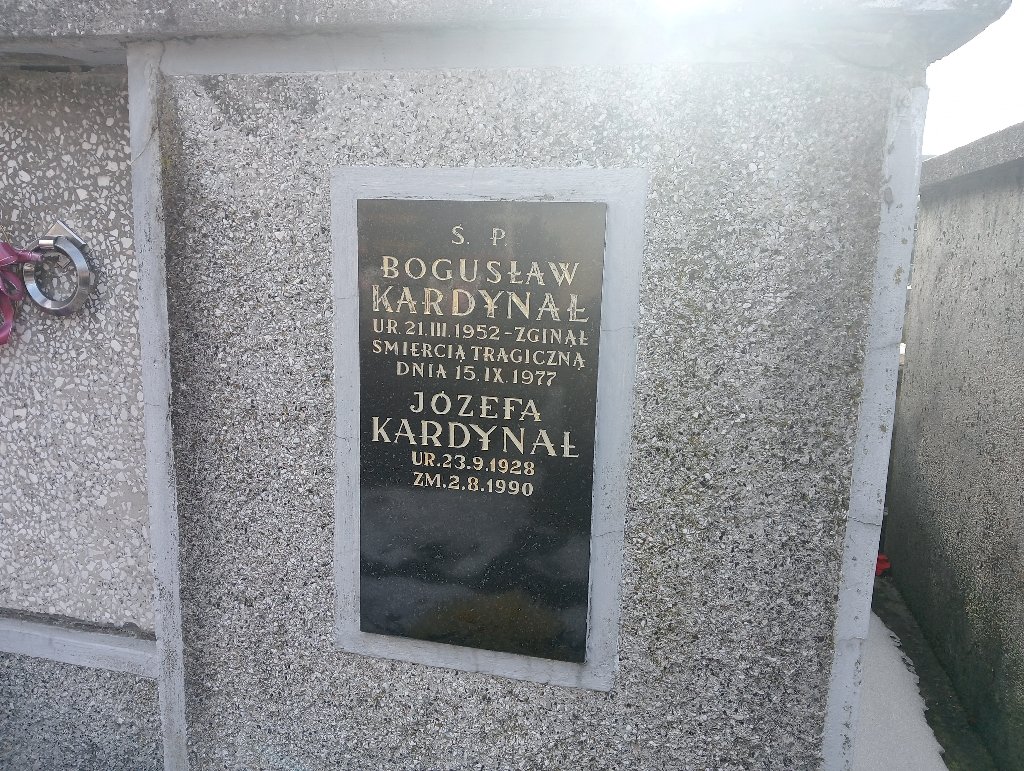 Ś. P.
BOGUSŁAW
KARDYNAŁ
UR. 21.III.1952-ZGINĄŁ
ŚMIERCIĄ TRAGICZNĄ
DNIA 15.IX.1977
JÓZEFA
KARDYNAŁ
UR.23.9.1928
ZM.2.8.1990